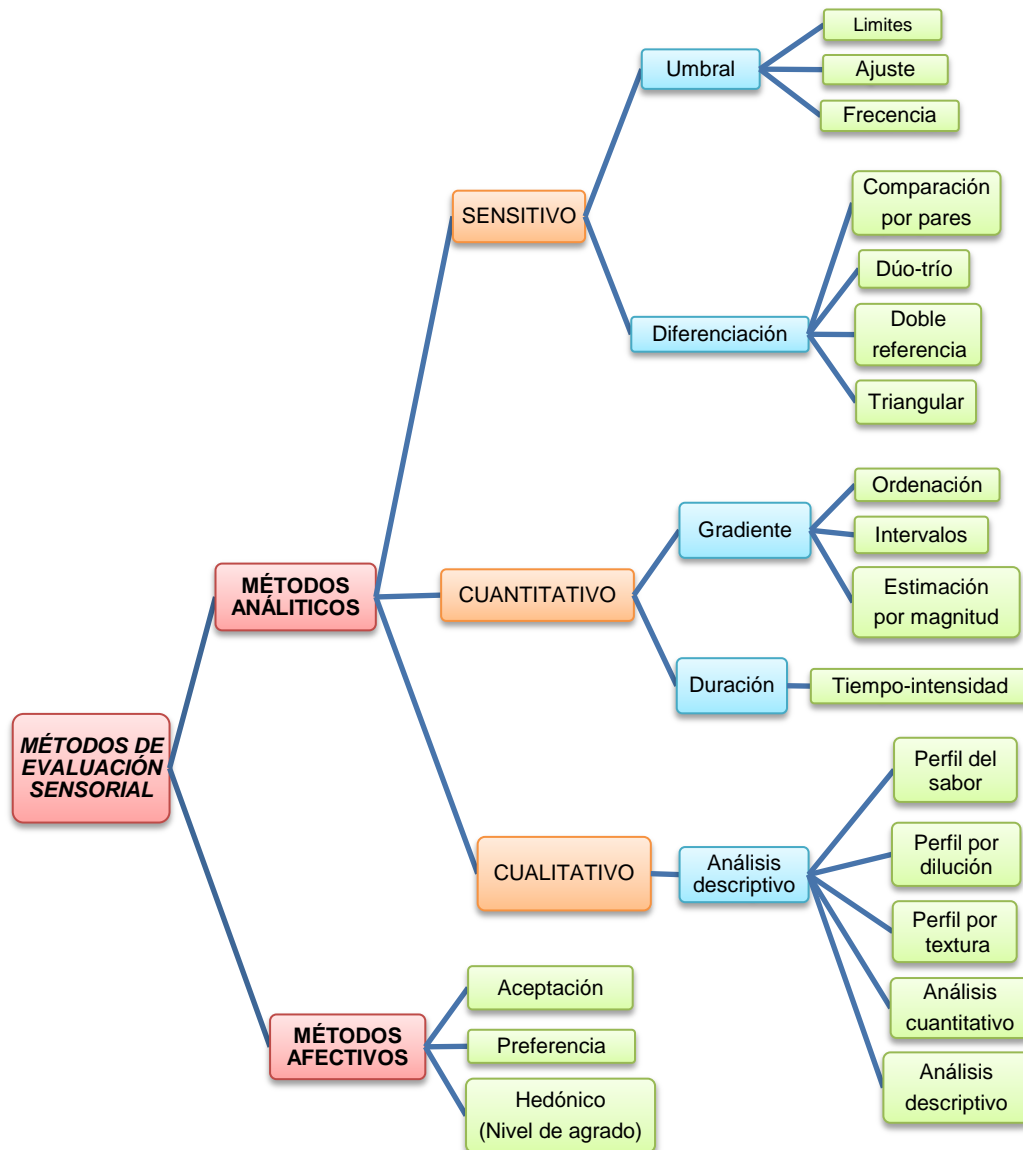 MÉTODOS DE
EVALUACIÓN
SENSORIAL
MÉTODOS
ANÁLITICOS
SENSITIVO
Umbral
Limites
Ajuste
Frecencia
Diferenciación
Comparación
por pares
Dúo-trío
Doble
referencia
Triangular
CUANTITATIVO
Gradiente
Ordenación
Intervalos
Estimación
por magnitud
Duración
Tiempo-intensidad
CUALITATIVO
Análisis
descriptivo
Perfil del
sabor
Perfil por
dilución
Perfil por
textura
Análisis
cuantitativo
Análisis
descriptivo
MÉTODOS
AFECTIVOS
Aceptación
Preferencia
Hedónico
(Nivel de agrado)